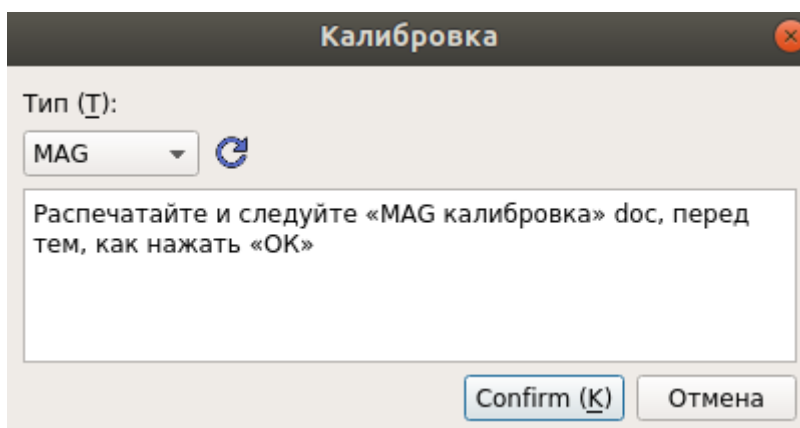 Калибровка
Тип (Т):
MAG
Распечатайте и следуйте «MAG калибровка» doc, перед
тем, как нажать «ОК»
Confirm (K)
Отмена